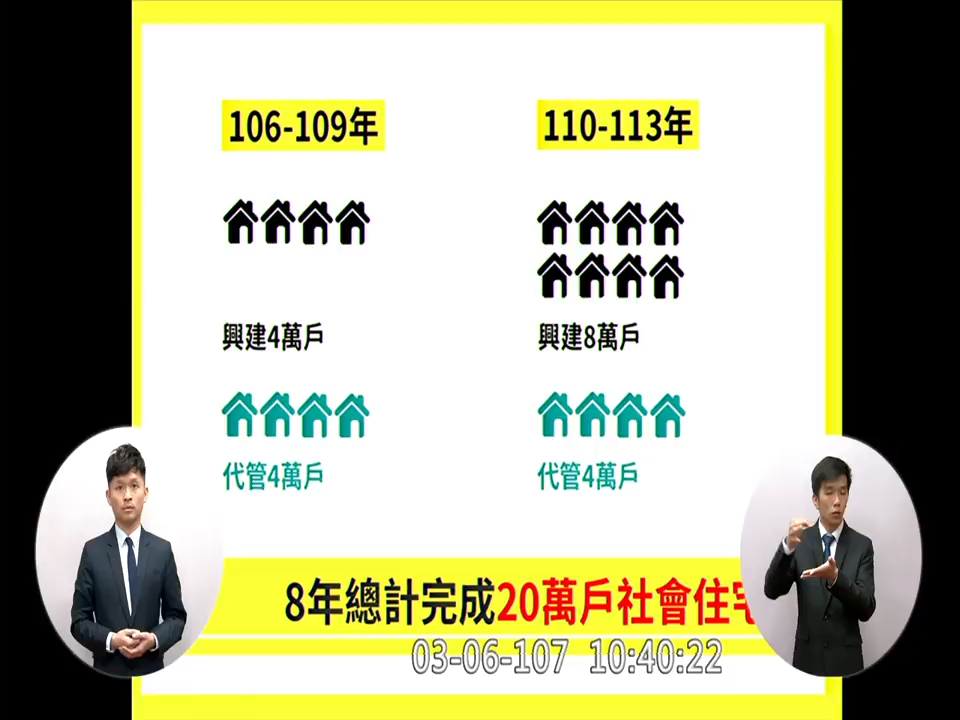 106-109年
110-113年
興建4萬戶
興建8萬戶
代管4萬戶
代管4萬戶
8年總計完成20萬戶社會住宅
03-06-107 10:40:22